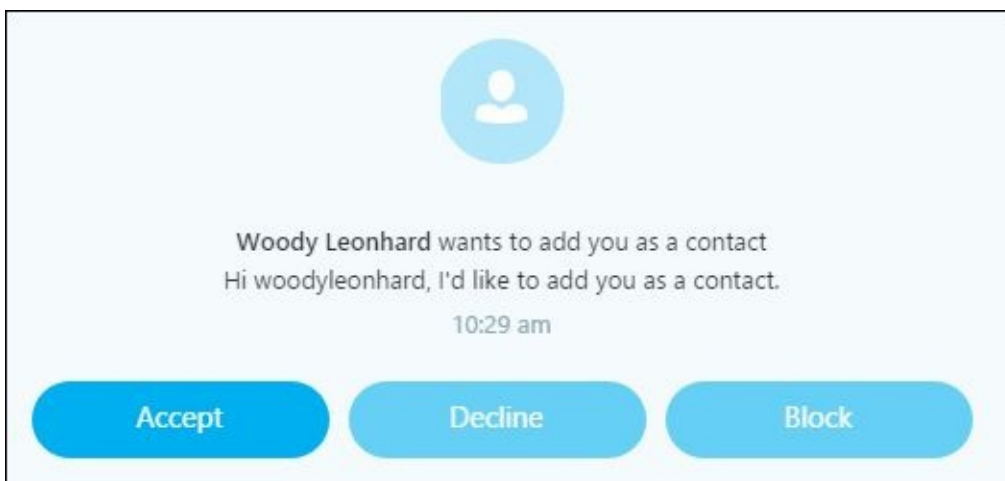 Woody Leonhard wants to add you as a contact
Hi woodyleonhard, I'd like to add you as a contact.
10:29 am
Accept Decline Block